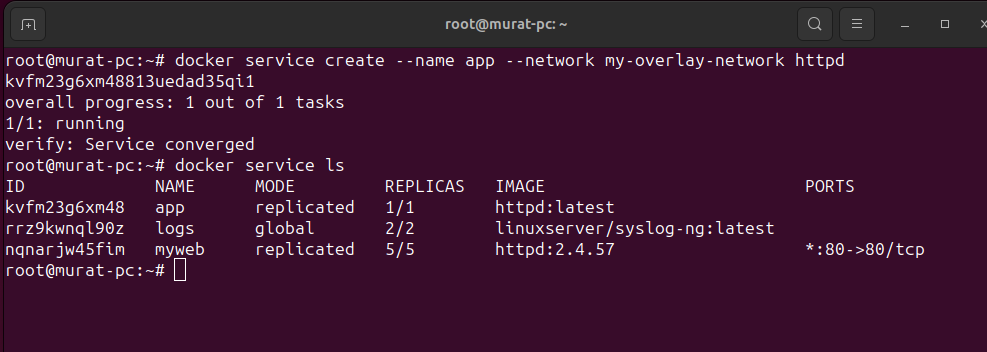 root@murat-pc: ~
root@murat-pc:~# docker service create --name app --network my-overlay-network httpd
kvfm23g6xm48813uedad35qi1
overall progress: 1 out of 1 tasks
1/1: running
verify: Service converged
root@murat-pc:~# docker service ls
ID NAME MODE REPLICAS IMAGE PORTS
kvfm23g6xm48 app replicated 1/1 httpd:latest
rrz9kwnql90z logs global 2/2 linuxserver/syslog-ng:latest
nqnarjw45fim myweb replicated 5/5 httpd:2.4.57 *:80->80/tcp
root@murat-pc:~#